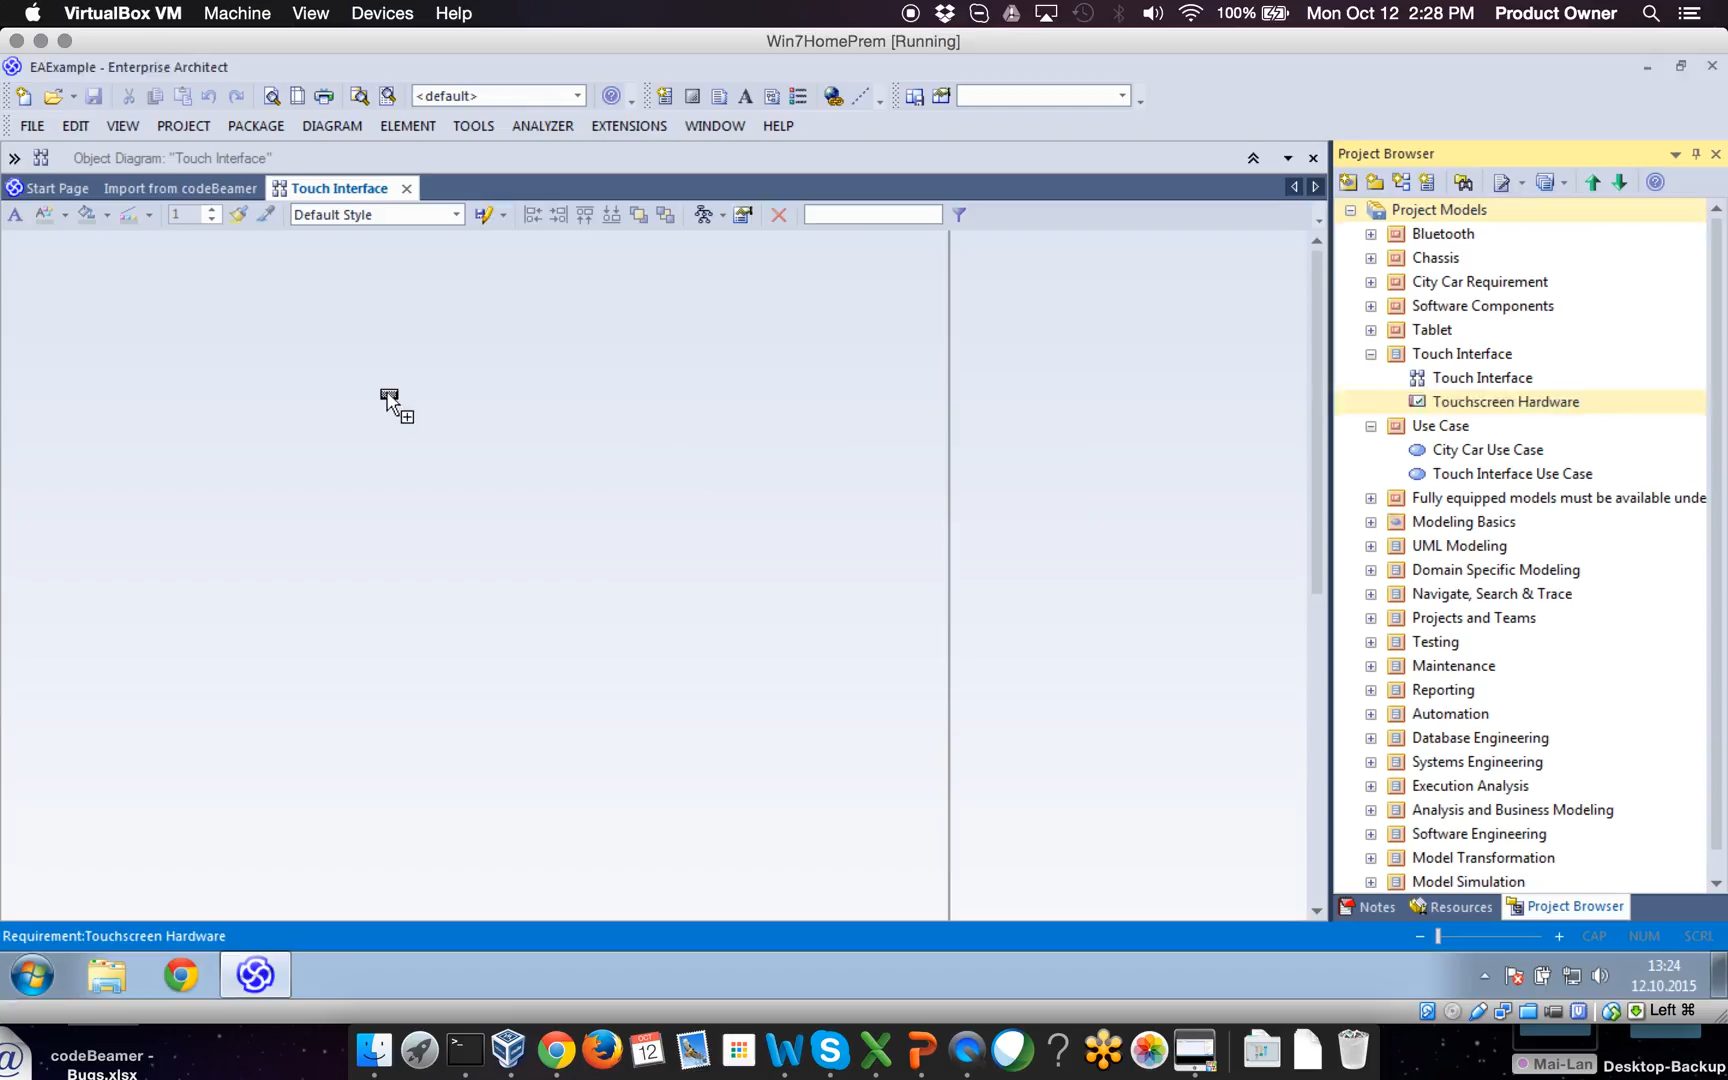 VirtualBox VM Machine View Devices Help 100% Mon Oct 12 2:28 PM Product Owner
Win7HomePrem [Running]
EAExample - Enterprise Architect
<default>
FILE EDIT VIEW PROJECT PACKAGE DIAGRAM ELEMENT TOOLS ANALYZER EXTENSIONS WINDOW HELP
Object Diagram: "Touch Interface"
Start Page Import from codeBeamer Touch Interface
1 Default Style
Project Browser
Project Models
Bluetooth
Chassis
City Car Requirement
Software Components
Tablet
Touch Interface
Touch Interface
Touchscreen Hardware
Use Case
City Car Use Case
Touch Interface Use Case
Fully equipped models must be available unde
Modeling Basics
UML Modeling
Domain Specific Modeling
Navigate, Search & Trace
Projects and Teams
Testing
Maintenance
Reporting
Automation
Database Engineering
Systems Engineering
Execution Analysis
Analysis and Business Modeling
Software Engineering
Model Transformation
Model Simulation
Notes Resources Project Browser
Requirement:Touchscreen Hardware
CAP NUM SCRL
13:24
12.10.2015
Left ⌘
codeBeamer -
Bugs.xlsx
OCT
12
Mai-Lan Desktop-Backup